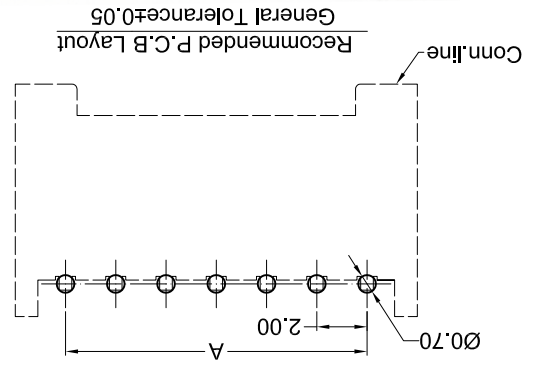 Ø0.70
2.00
A
Conn.line
Recommended P.C.B Layout
General Tolerance±0.05